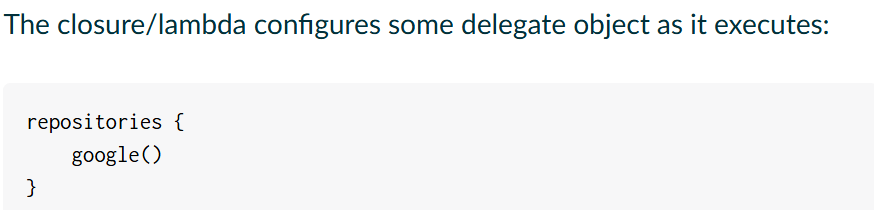 The closure/lambda configures some delegate object as it executes:
repositories {
    google()
}